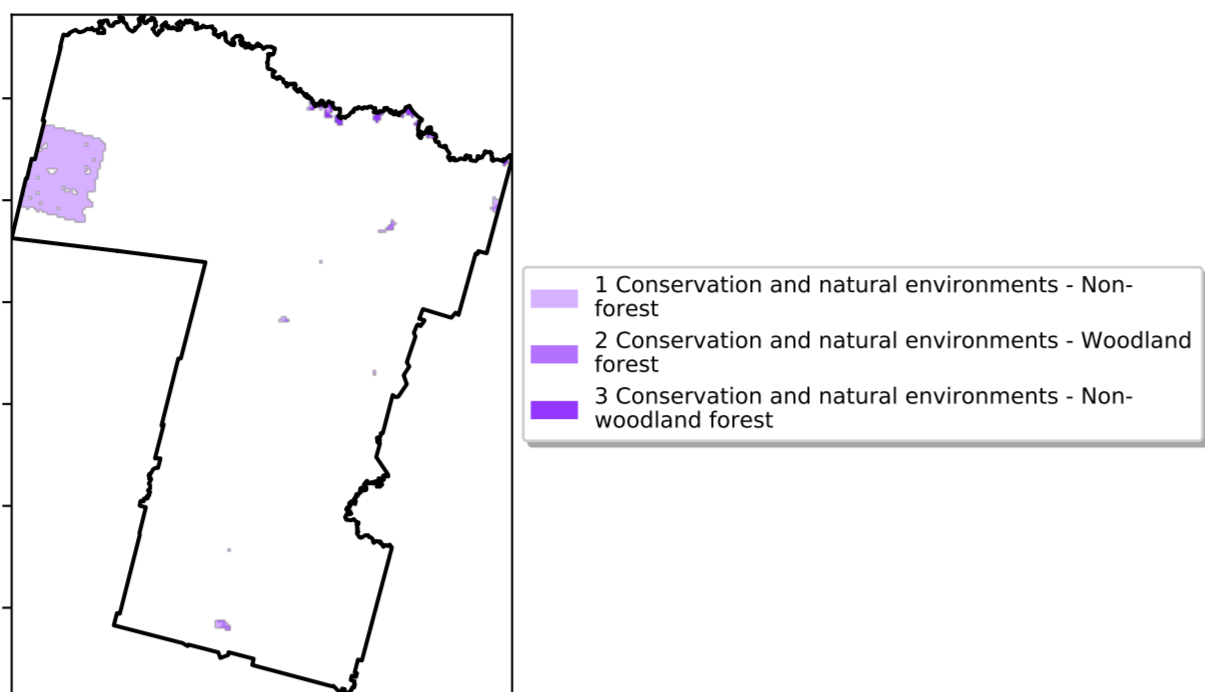 1 Conservation and natural environments - Non-
forest
2 Conservation and natural environments - Woodland
forest
3 Conservation and natural environments - Non-
woodland forest